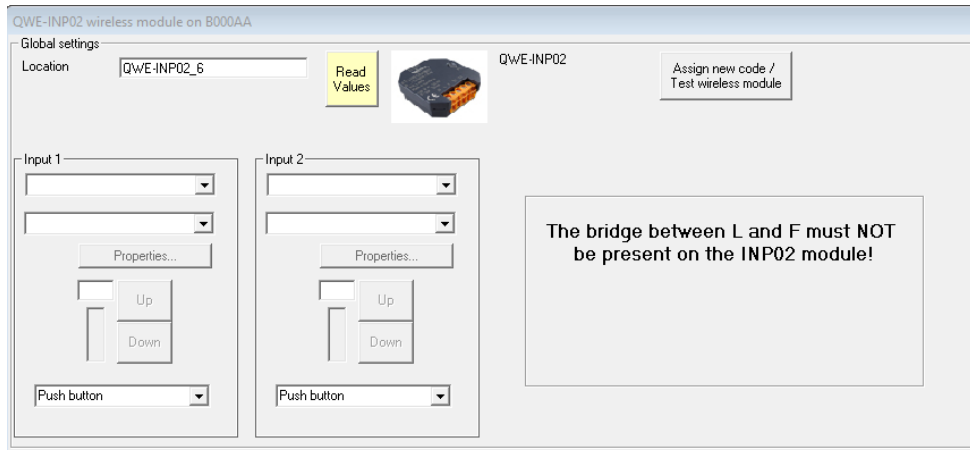 QWE-INP02 wireless module on B000AA
Global settings
Location
QWE-INP02_6
Read
Values
QWE-INP02
Assign new code /
Test wireless module
Input 1
Properties...
Up
Down
Push button
Input 2
Properties...
Up
Down
Push button
The bridge between L and F must NOT
be present on the INP02 module!